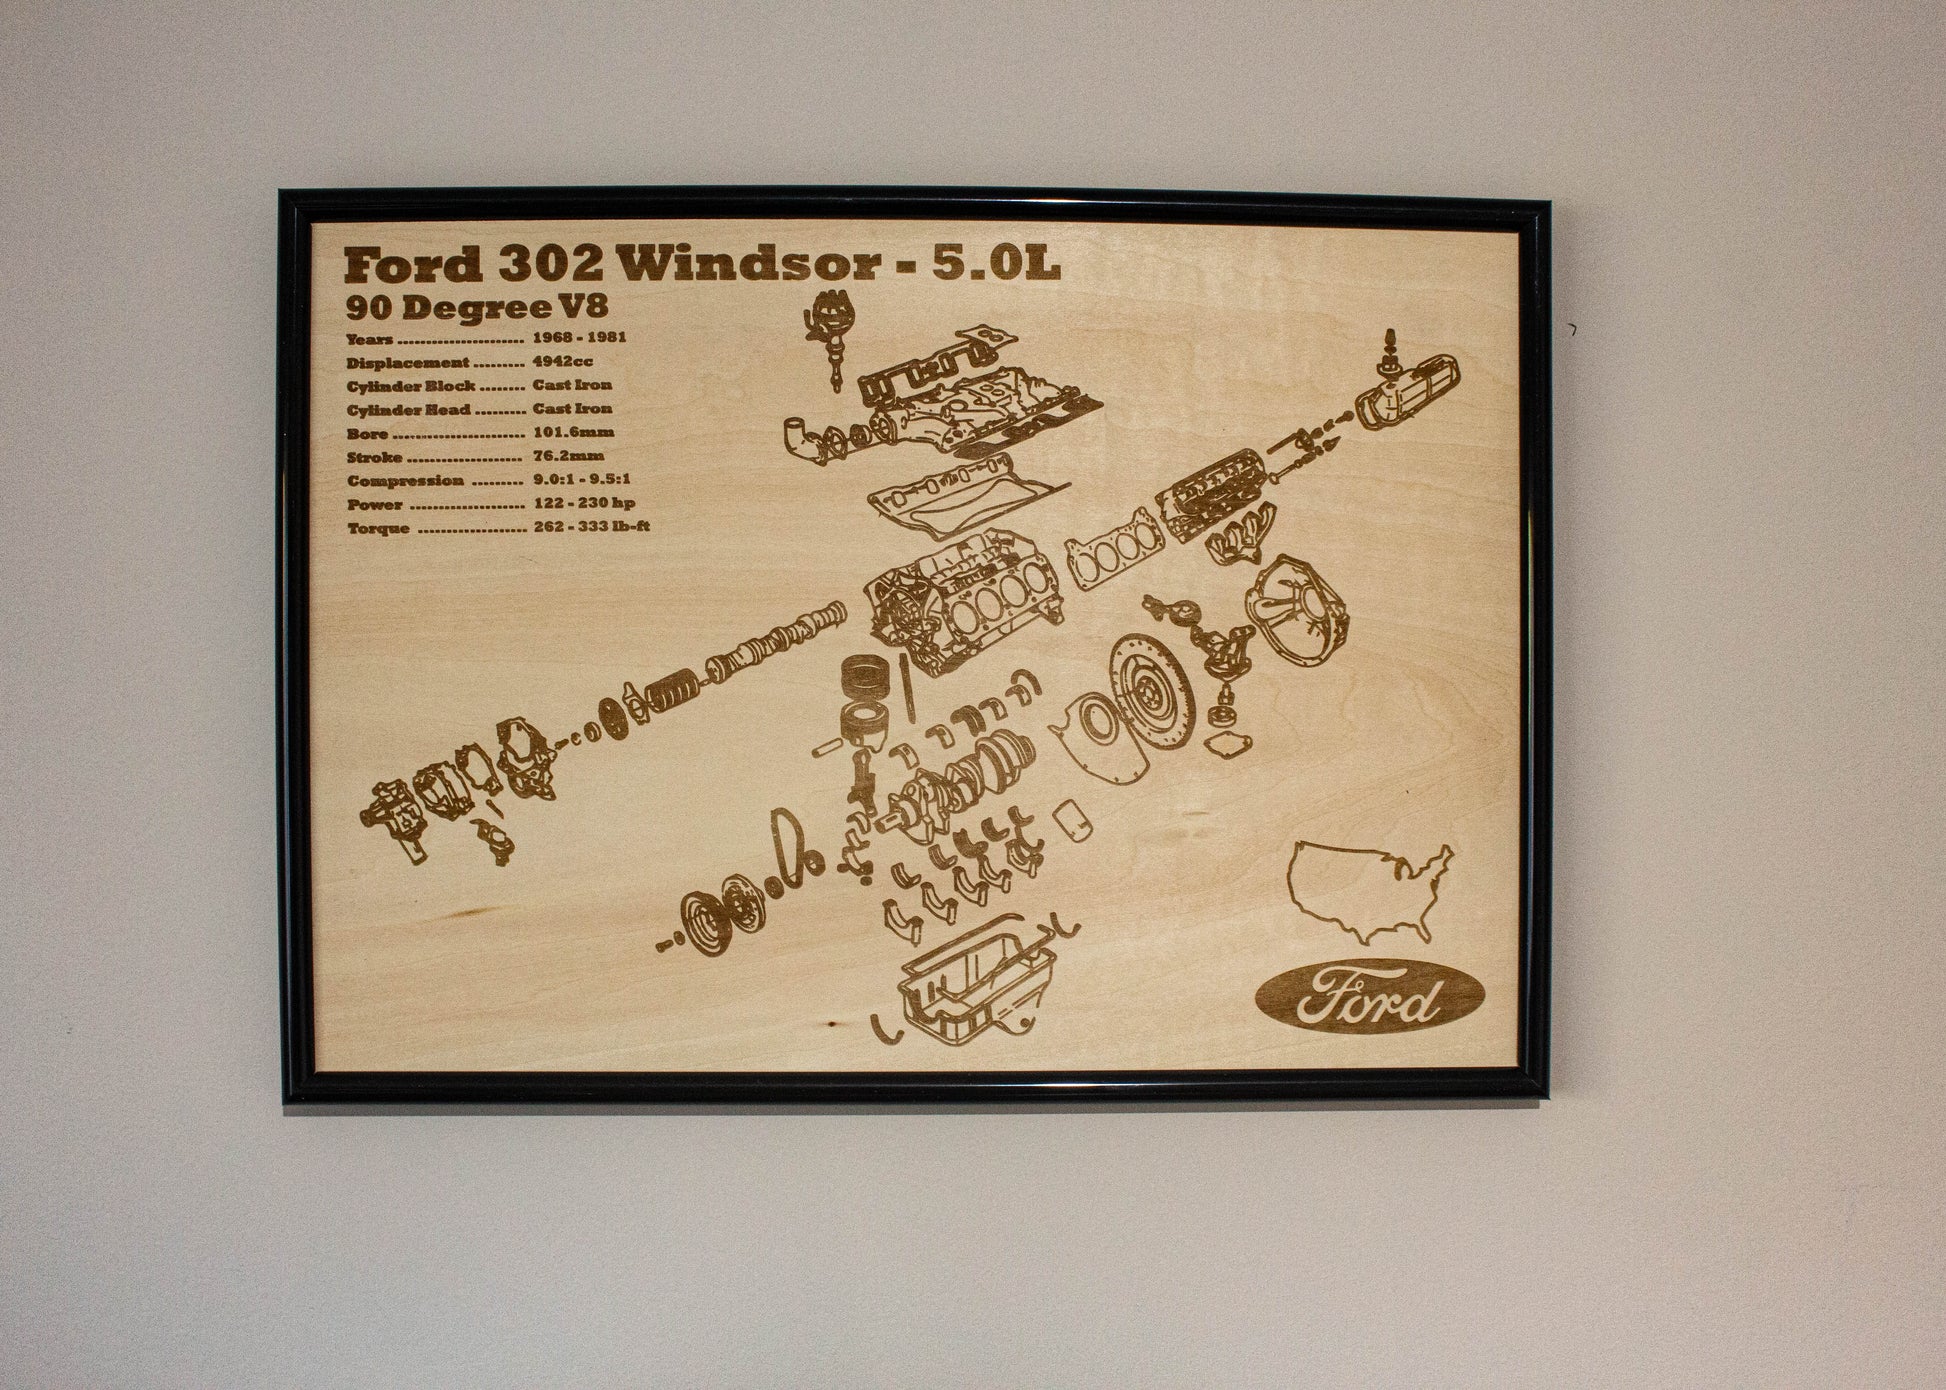 Ford 302 Windsor - 5.0L
90 Degree V8
Years ........................ 1968 - 1981
Displacement .......... 4942cc
Cylinder Block ......... Cast Iron
Cylinder Head .......... Cast Iron
Bore .......................... 101.6mm
Stroke ...................... 76.2mm
Compression .......... 9.0:1 - 9.5:1
Power ...................... 122 - 230 hp
Torque ..................... 262 - 333 lb-ft
Ford